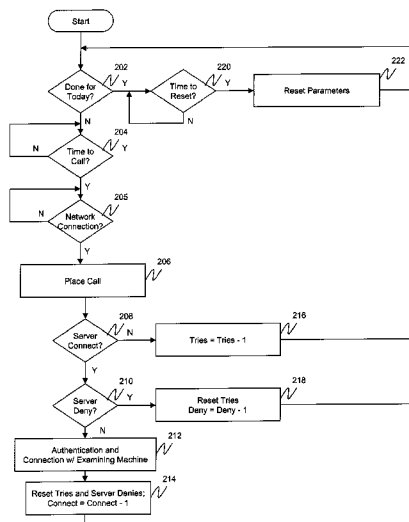 Start
202
Done for
Today?
Y
N
220
Time to
Reset?
Y
N
222
Reset Parameters
204
Time to
Call?
N
Y
205
Network
Connection?
N
Y
206
Place Call
208
Server
Connect?
N
Y
216
Tries = Tries - 1
210
Server
Deny?
Y
N
218
Reset Tries
Deny = Deny - 1
212
Authentication and
Connection w/ Examining Machine
214
Reset Tries and Server Denies;
Connect = Connect - 1